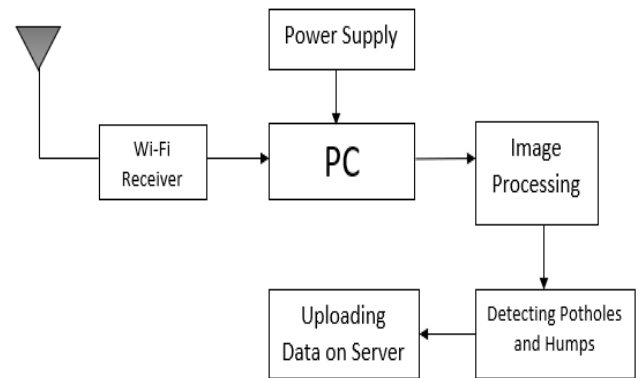 Power Supply
Wi-Fi
Receiver
PC
Image
Processing
Uploading
Data on Server
Detecting Potholes
and Humps